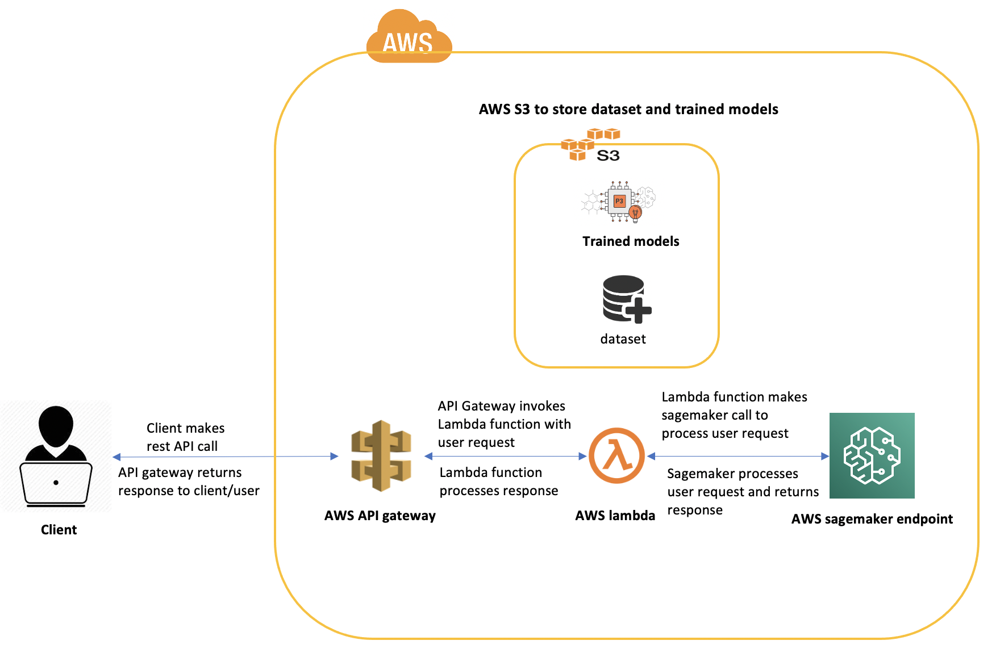 AWS
AWS S3 to store dataset and trained models
S3
P3
Trained models
dataset
Client makes
rest API call
API gateway returns
response to client/user
Client
API Gateway invokes
Lambda function with
user request
Lambda function
processes response
AWS API gateway
Lambda function makes
sagemaker call to
process user request
Sagemaker processes
user request and returns
response
AWS lambda
AWS sagemaker endpoint